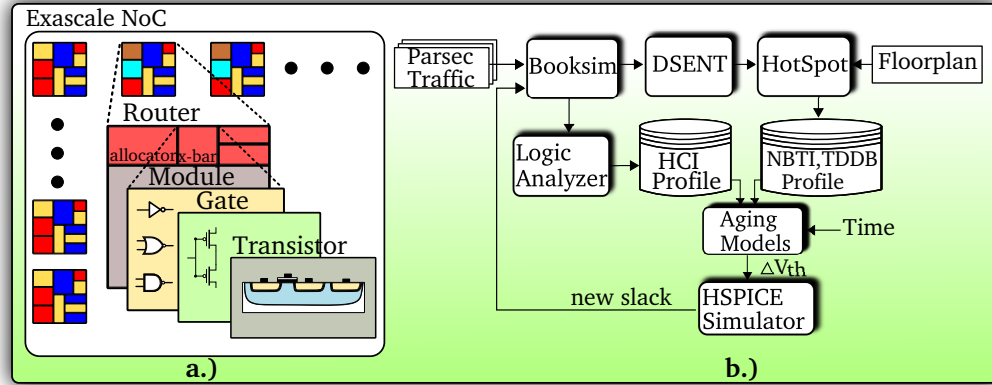 Exascale NoC
Router
allocator
x-bar
Module
Gate
Transistor
a.)
Parsec
Traffic
Booksim
DSENT
HotSpot
Floorplan
Logic
Analyzer
HCI
Profile
NBTI,TDDB
Profile
Aging
Models
Time
ΔVth
new slack
HSPICE
Simulator
b.)